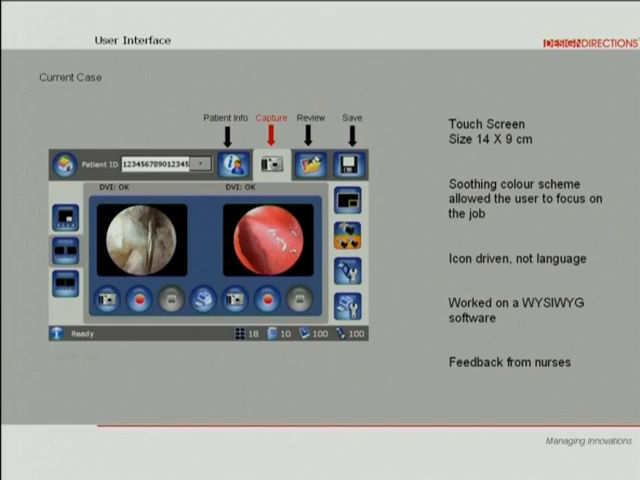 User Interface
DESIGNDIRECTIONS
Current Case
Patient Info Capture Review Save
Patient ID 123456789012345
DVI: OK DVI: OK
Ready 18 10 100 100
Touch Screen
Size 14 X 9 cm
Soothing colour scheme
allowed the user to focus on
the job
Icon driven, not language
Worked on a WYSIWYG
software
Feedback from nurses
Managing Innovations